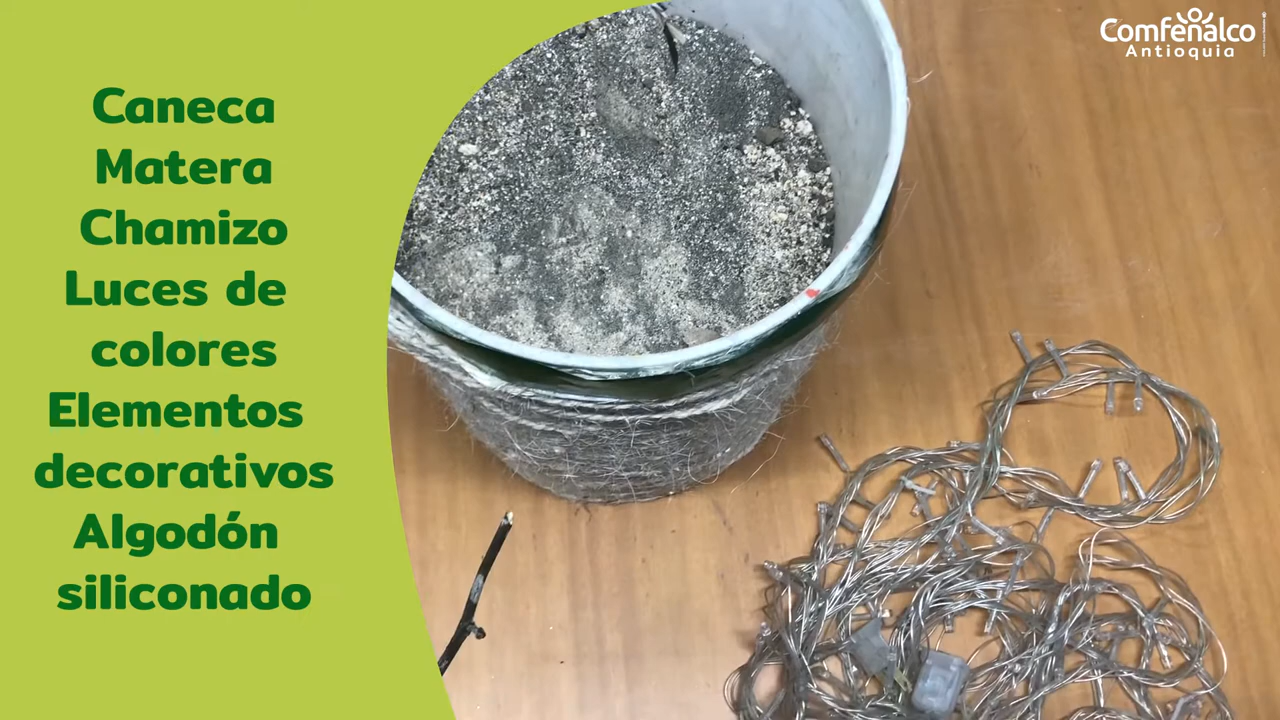 Caneca
Matera
Chamizo
Luces de
colores
Elementos
decorativos
Algodón
siliconado
Comfenalco
Antioquia